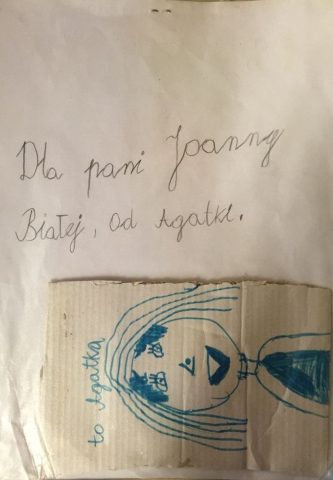 Dla pani Joanny
Białej, od Agatki.
to Agatka